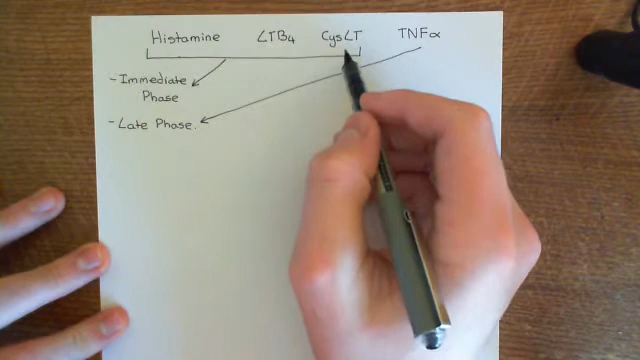 Histamine LTB4 CysLT TNFα
- Immediate
Phase
- Late Phase.